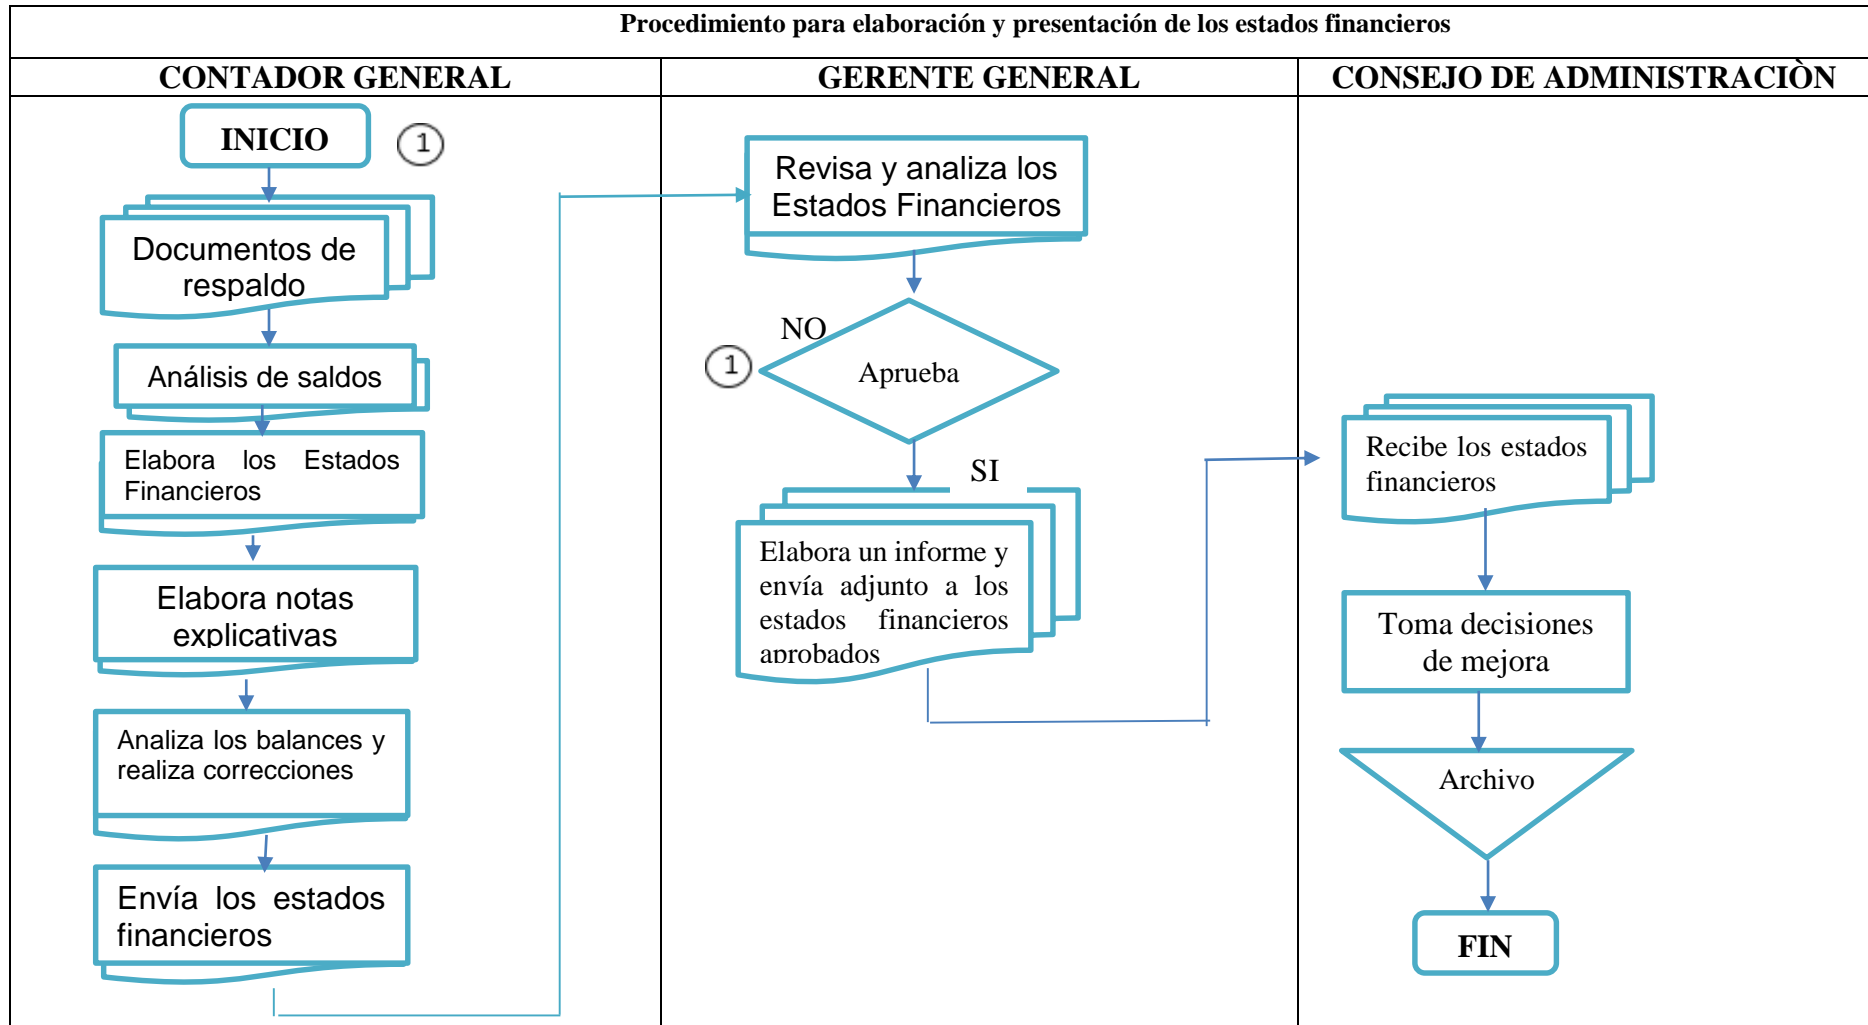 Procedimiento para elaboración y presentación de los estados financieros
CONTADOR GENERAL
GERENTE GENERAL
CONSEJO DE ADMINISTRACIÒN
INICIO
1
Documentos de
respaldo
Análisis de saldos
Elabora los Estados
Financieros
Elabora notas
explicativas
Analiza los balances y
realiza correcciones
Envía los estados
financieros
Revisa y analiza los
Estados Financieros
NO
1
Aprueba
SI
Elabora un informe y
envía adjunto a los
estados financieros
aprobados
Recibe los estados
financieros
Toma decisiones
de mejora
Archivo
FIN